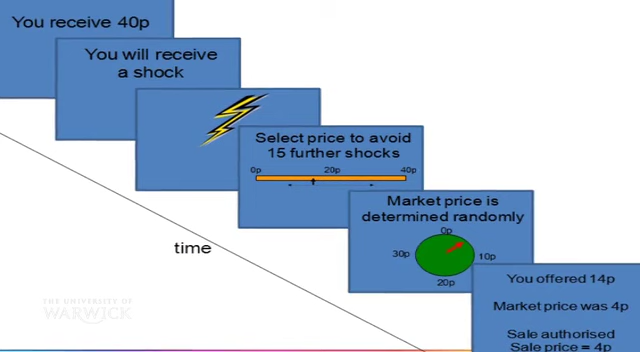 You receive 40p
You will receive
a shock
Select price to avoid
15 further shocks
0p 20p 40p
Market price is
determined randomly
0p
30p 10p
20p
time
You offered 14p
Market price was 4p
Sale authorised
Sale price = 4p
THE UNIVERSITY OF
WARWICK